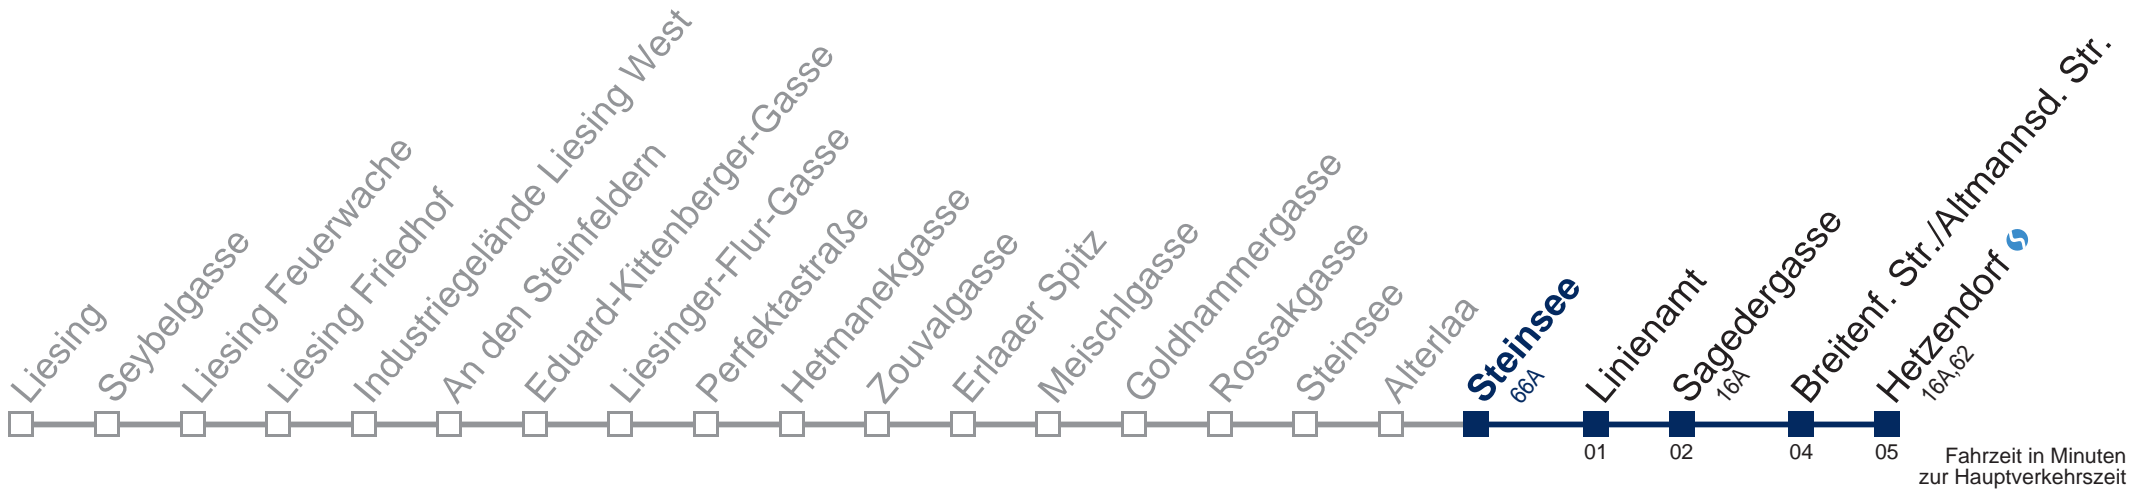 Liesing
Seybelgasse
Liesing Feuerwache
Liesing Friedhof
Industriegelände Liesing West
An den Steinfeldern
Eduard-Kittenberger-Gasse
Liesinger-Flur-Gasse
Perfektastraße
Hetmanekgasse
Zouvalgasse
Erlaaer Spitz
Meischlgasse
Goldhammergasse
Rossakgasse
Steinsee
Alterlaa
Steinsee
66A
Linienamt
01
Sagedergasse
16A
02
Breitenf. Str./Altmannsd. Str.
04
Hetzendorf
16A,62
05
Fahrzeit in Minuten
zur Hauptverkehrszeit